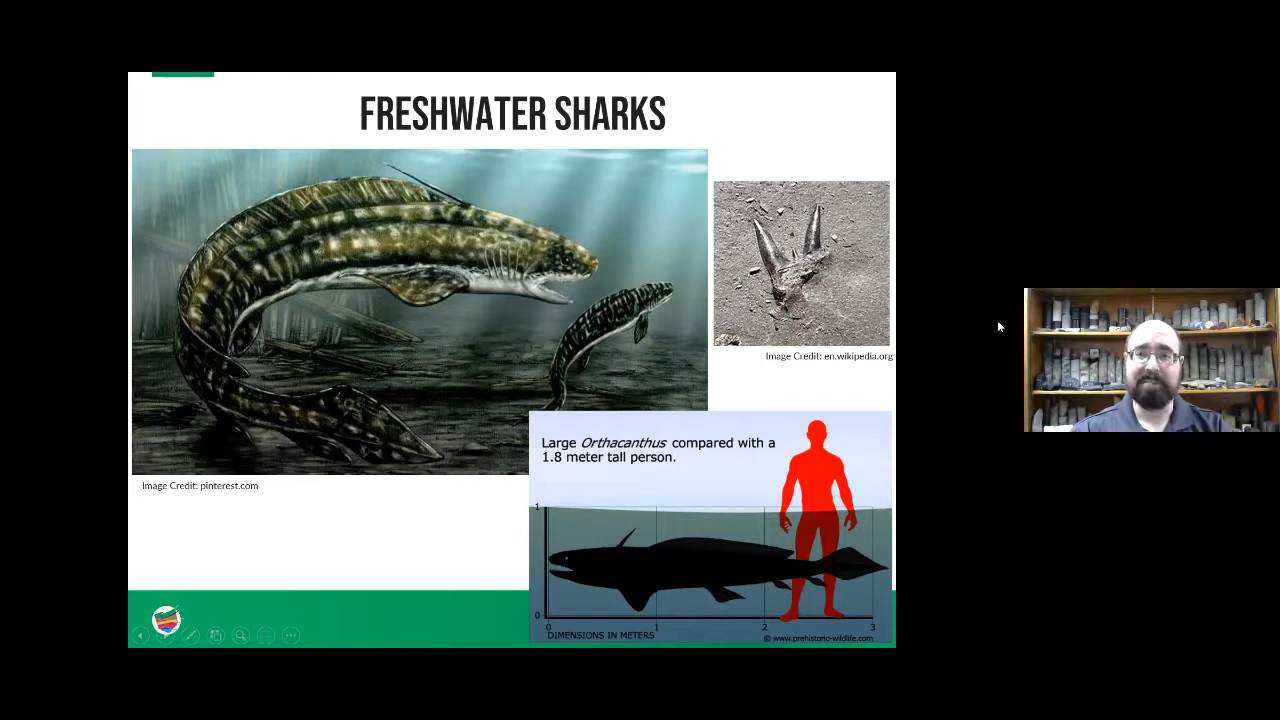 FRESHWATER SHARKS
Image Credit: en.wikipedia.org
Large Orthacanthus compared with a
1.8 meter tall person.
Image Credit: pinterest.com
1
0
0 1 2 3
DIMENSIONS IN METERS
© www.prehistoric-wildlife.com